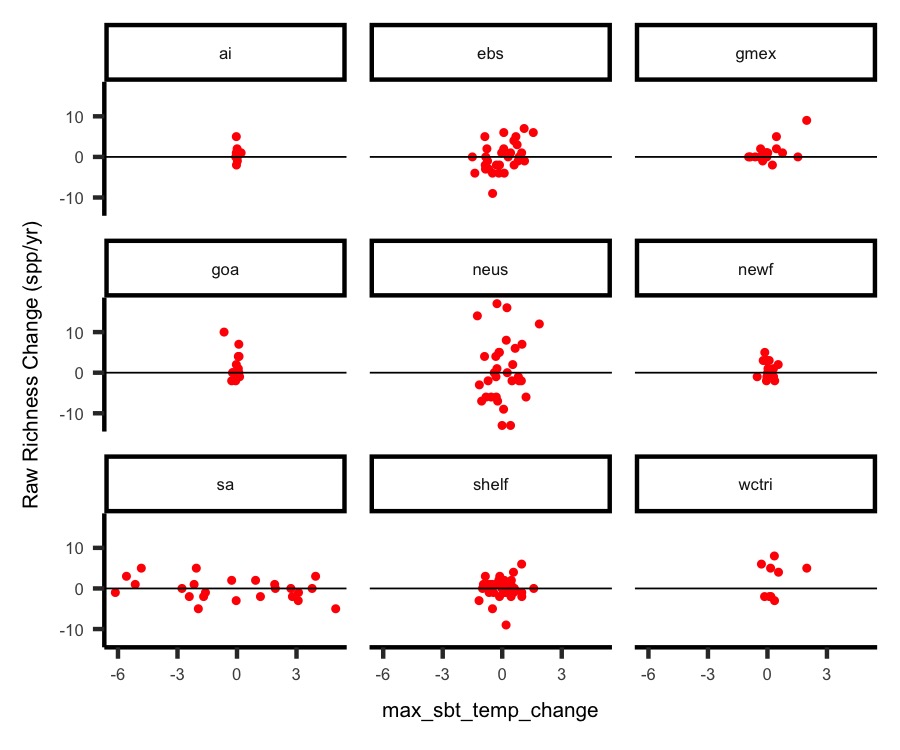 ai ebs gmex
10
0
-10
goa neus newf
Raw Richness Change (spp/yr)
10
0
-10
sa shelf wctri
10
0
-10
-6 -3 0 3 -6 -3 0 3 -6 -3 0 3
max_sbt_temp_change